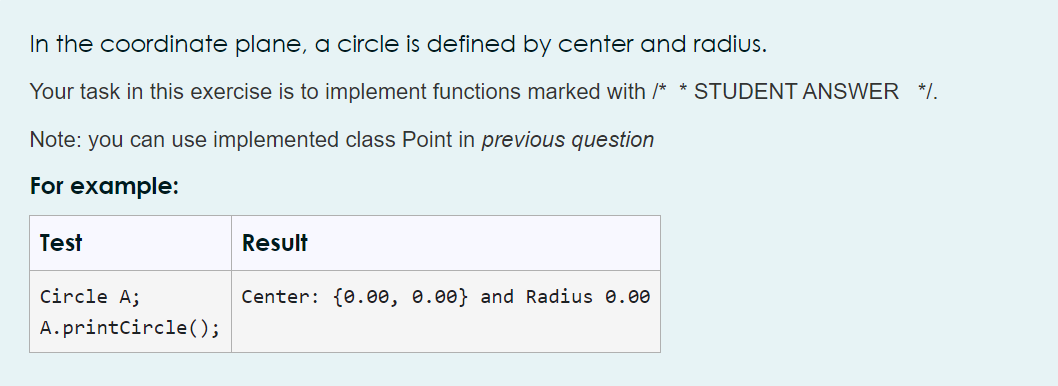 In the coordinate plane, a circle is defined by center and radius.
Your task in this exercise is to implement functions marked with /* * STUDENT ANSWER */.
Note: you can use implemented class Point in previous question
For example:
Test Result
Circle A; Center: {0.00, 0.00} and Radius 0.00
A.printCircle();